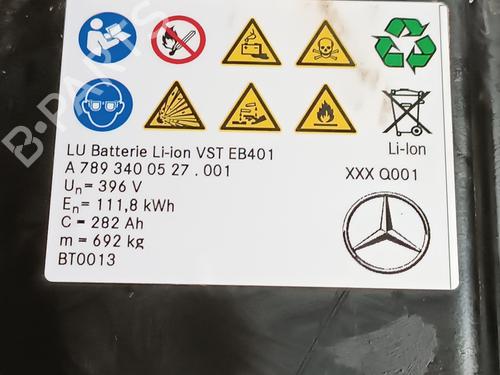 LU Batterie Li-ion VST EB401
A 789 340 05 27 . 001
Un= 396 V
En= 111,8 kWh
C = 282 Ah
m = 692 kg
BT0013
Li-Ion
XXX Q001
B-PARTS